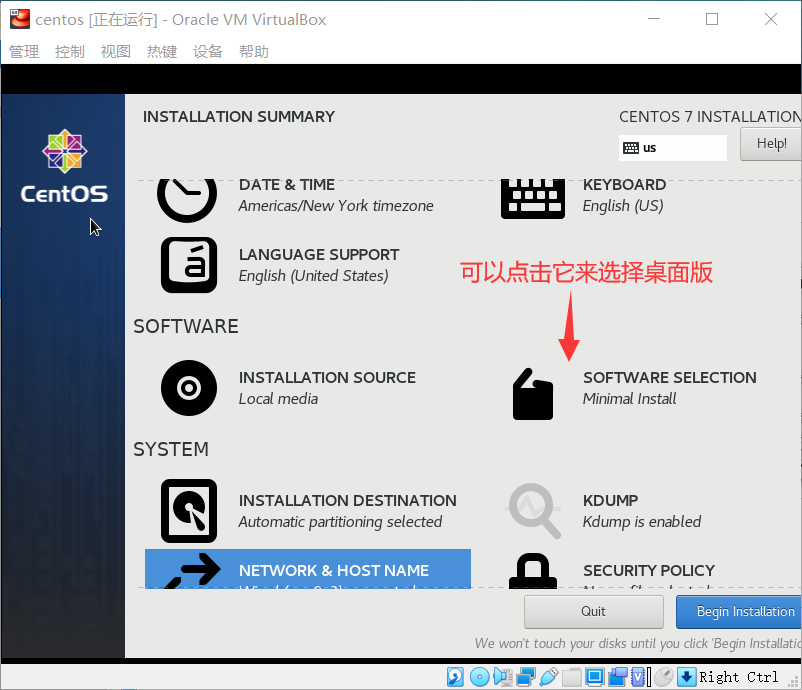 centos [正在运行] - Oracle VM VirtualBox
管理 控制 视图 热键 设备 帮助
INSTALLATION SUMMARY
CENTOS 7 INSTALLATION
us
Help!
CentOS
DATE & TIME
Americas/New York timezone
KEYBOARD
English (US)
LANGUAGE SUPPORT
English (United States)
可以点击它来选择桌面版
SOFTWARE
INSTALLATION SOURCE
Local media
SOFTWARE SELECTION
Minimal Install
SYSTEM
INSTALLATION DESTINATION
Automatic partitioning selected
KDUMP
Kdump is enabled
NETWORK & HOST NAME
SECURITY POLICY
Quit
Begin Installation
We won't touch your disks until you click 'Begin Installatio
Right Ctrl